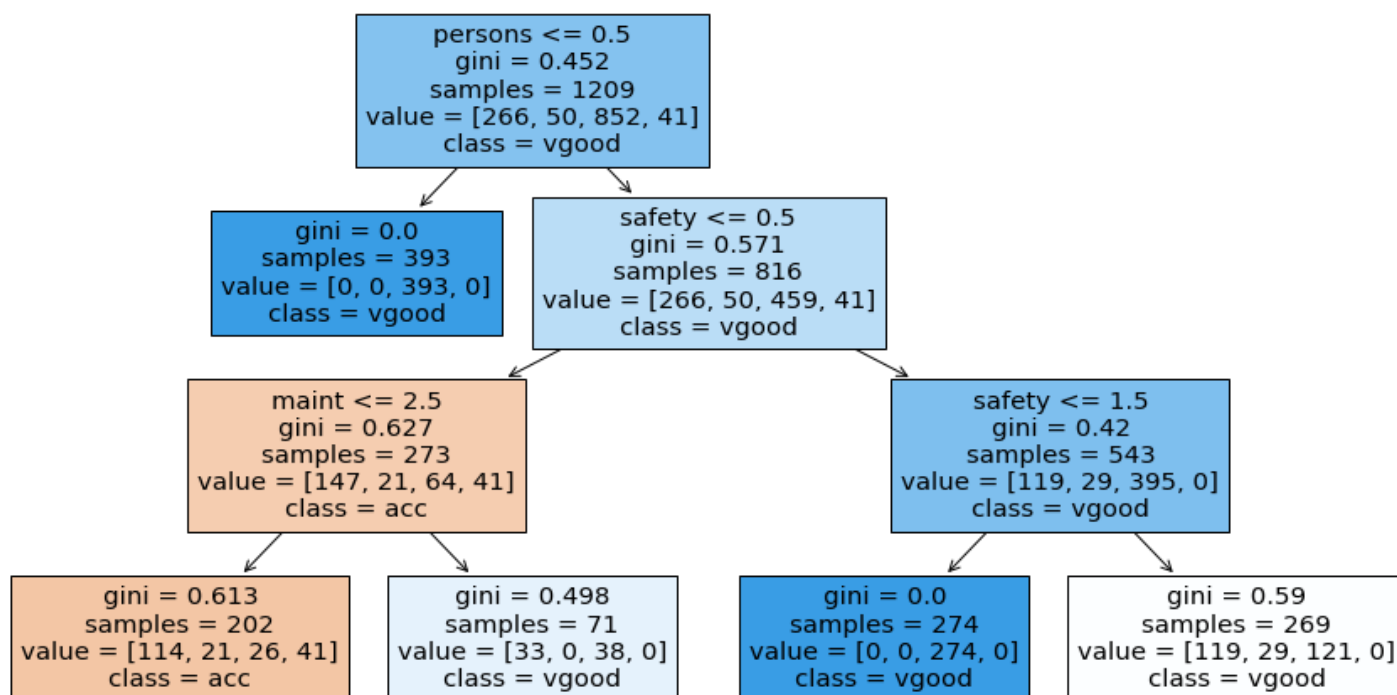 persons <= 0.5
gini = 0.452
samples = 1209
value = [266, 50, 852, 41]
class = vgood
gini = 0.0
samples = 393
value = [0, 0, 393, 0]
class = vgood
safety <= 0.5
gini = 0.571
samples = 816
value = [266, 50, 459, 41]
class = vgood
maint <= 2.5
gini = 0.627
samples = 273
value = [147, 21, 64, 41]
class = acc
safety <= 1.5
gini = 0.42
samples = 543
value = [119, 29, 395, 0]
class = vgood
gini = 0.613
samples = 202
value = [114, 21, 26, 41]
class = acc
gini = 0.498
samples = 71
value = [33, 0, 38, 0]
class = vgood
gini = 0.0
samples = 274
value = [0, 0, 274, 0]
class = vgood
gini = 0.59
samples = 269
value = [119, 29, 121, 0]
class = vgood